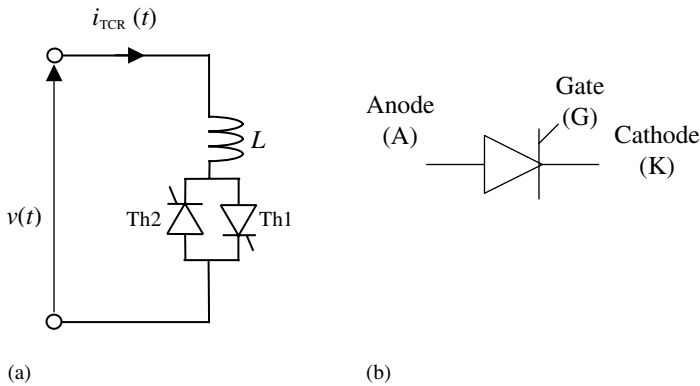 i_TCR (t)
L
v(t)
Th2
Th1
(a)
Anode
(A)
Gate
(G)
Cathode
(K)
(b)